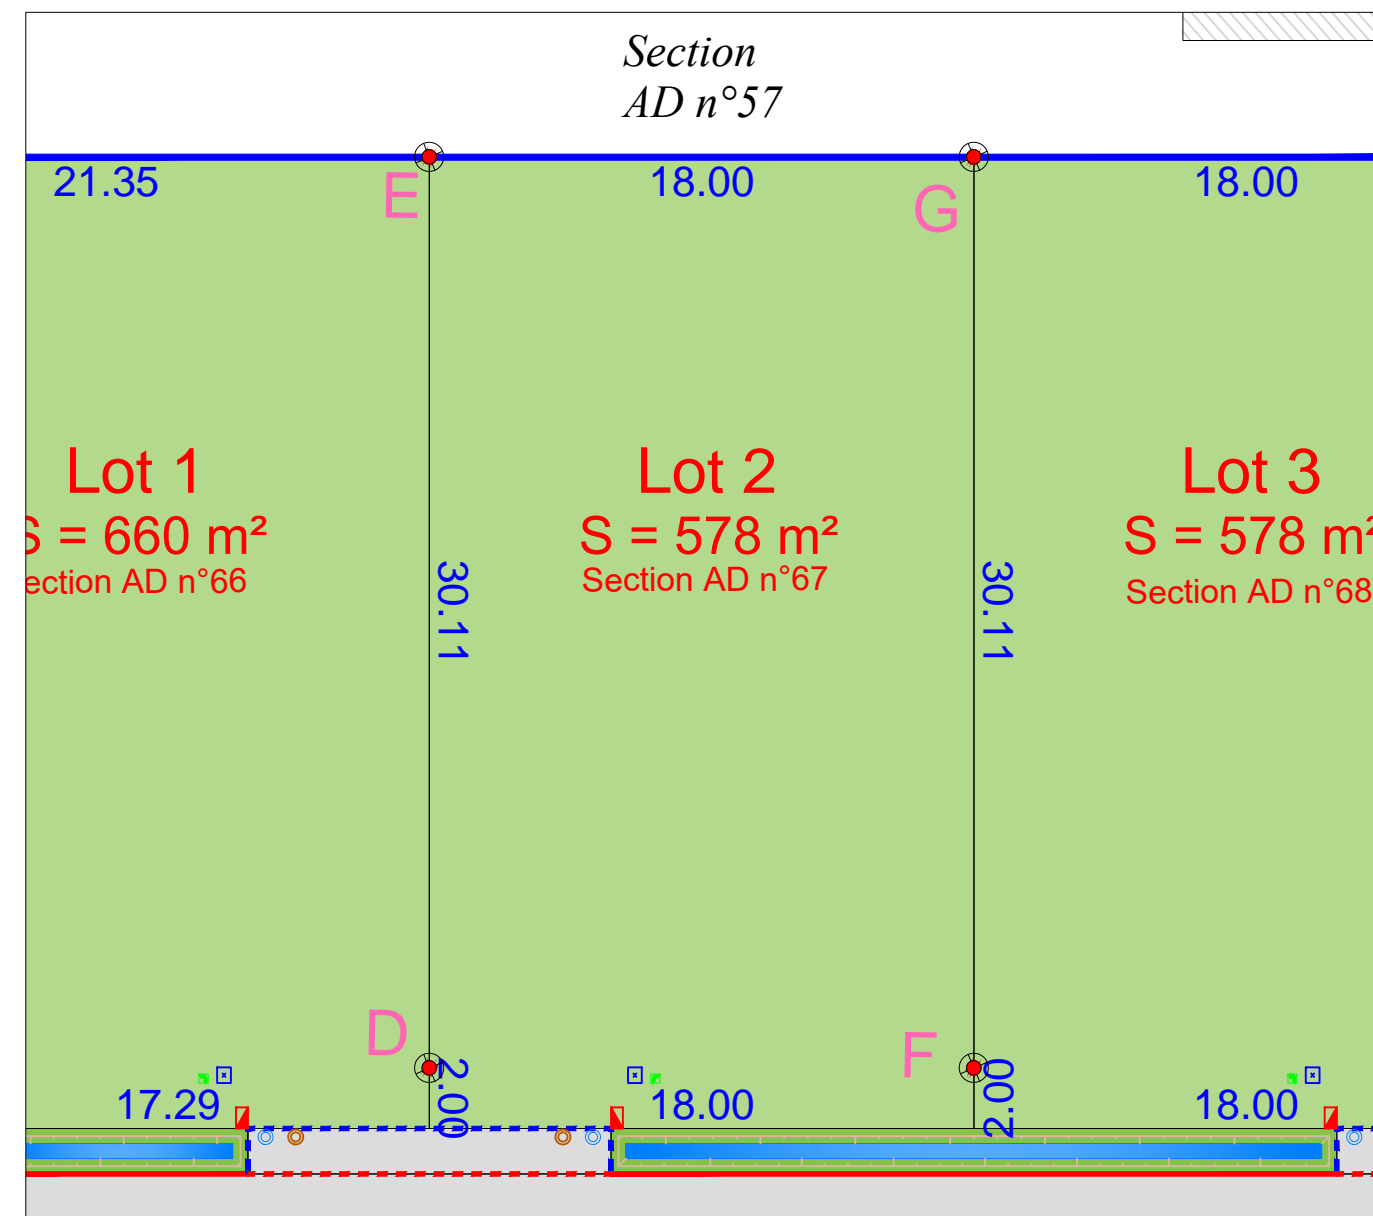 Section
AD n°57
21.35
18.00
18.00
E
G
Lot 1
S = 660 m²
ection AD n°66
Lot 2
S = 578 m²
Section AD n°67
Lot 3
S = 578 m²
Section AD n°68
30.11
30.11
D
F
2.00
2.00
17.29
18.00
18.00